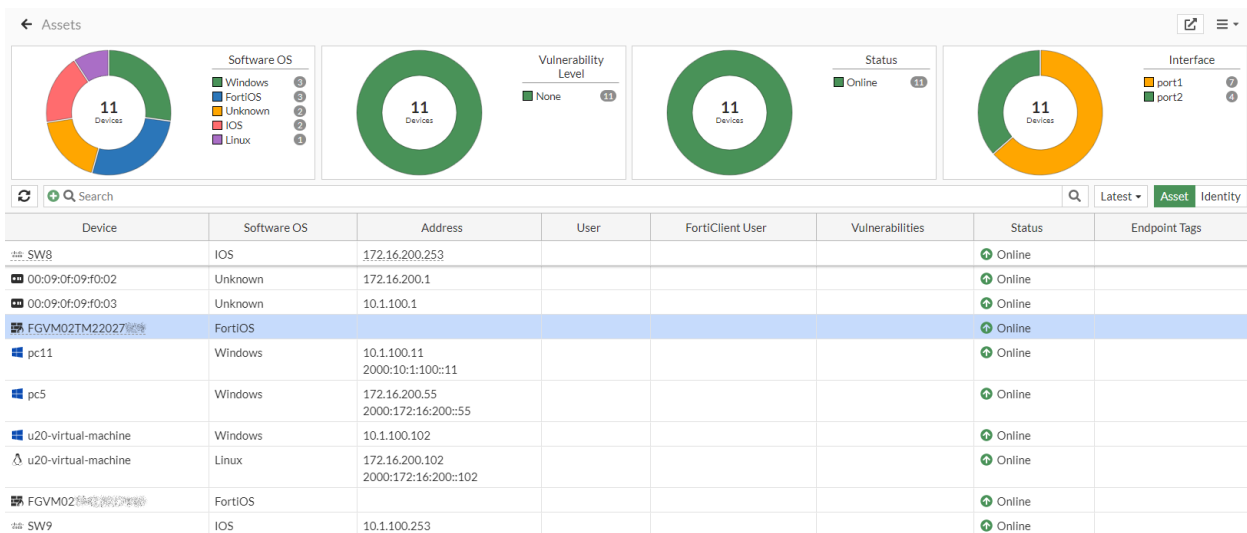 Assets
Software OS
Windows 3
FortiOS 3
Unknown 2
IOS 2
Linux 1
11
Devices
Vulnerability
Level
None 11
11
Devices
Status
Online 11
11
Devices
Interface
port1 7
port2 4
11
Devices
Search
Latest
Asset
Identity
Device Software OS Address User FortiClient User Vulnerabilities Status Endpoint Tags
SW8 IOS 172.16.200.253 Online
00:09:0f:09:f0:02 Unknown 172.16.200.1 Online
00:09:0f:09:f0:03 Unknown 10.1.100.1 Online
FGVM02TM22027 FortiOS Online
pc11 Windows 10.1.100.11 Online
2000:10:1:100::11
pc5 Windows 172.16.200.55 Online
2000:172:16:200::55
u20-virtual-machine Windows 10.1.100.102 Online
u20-virtual-machine Linux 172.16.200.102 Online
2000:172:16:200::102
FGVM02 FortiOS Online
SW9 IOS 10.1.100.253 Online